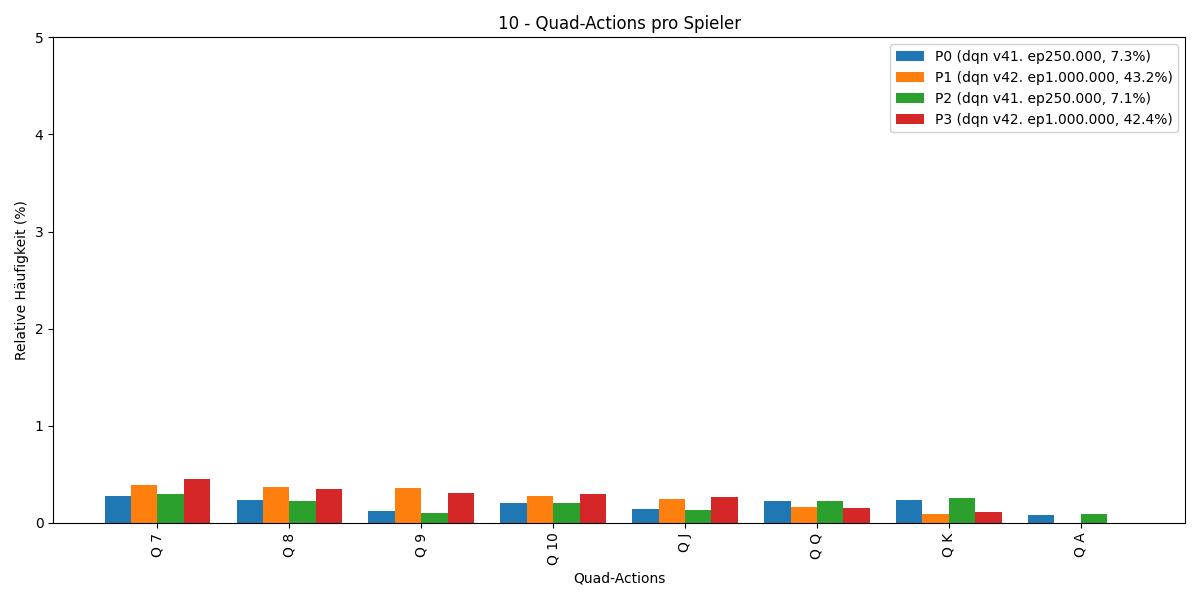 10 - Quad-Actions pro Spieler
Relative Häufigkeit (%)
5
4
3
2
1
0
P0 (dqn v41. ep250.000, 7.3%)
P1 (dqn v42. ep1.000.000, 43.2%)
P2 (dqn v41. ep250.000, 7.1%)
P3 (dqn v42. ep1.000.000, 42.4%)
Q 7
Q 8
Q 9
Q 10
Q J
Q Q
Q K
Q A
Quad-Actions